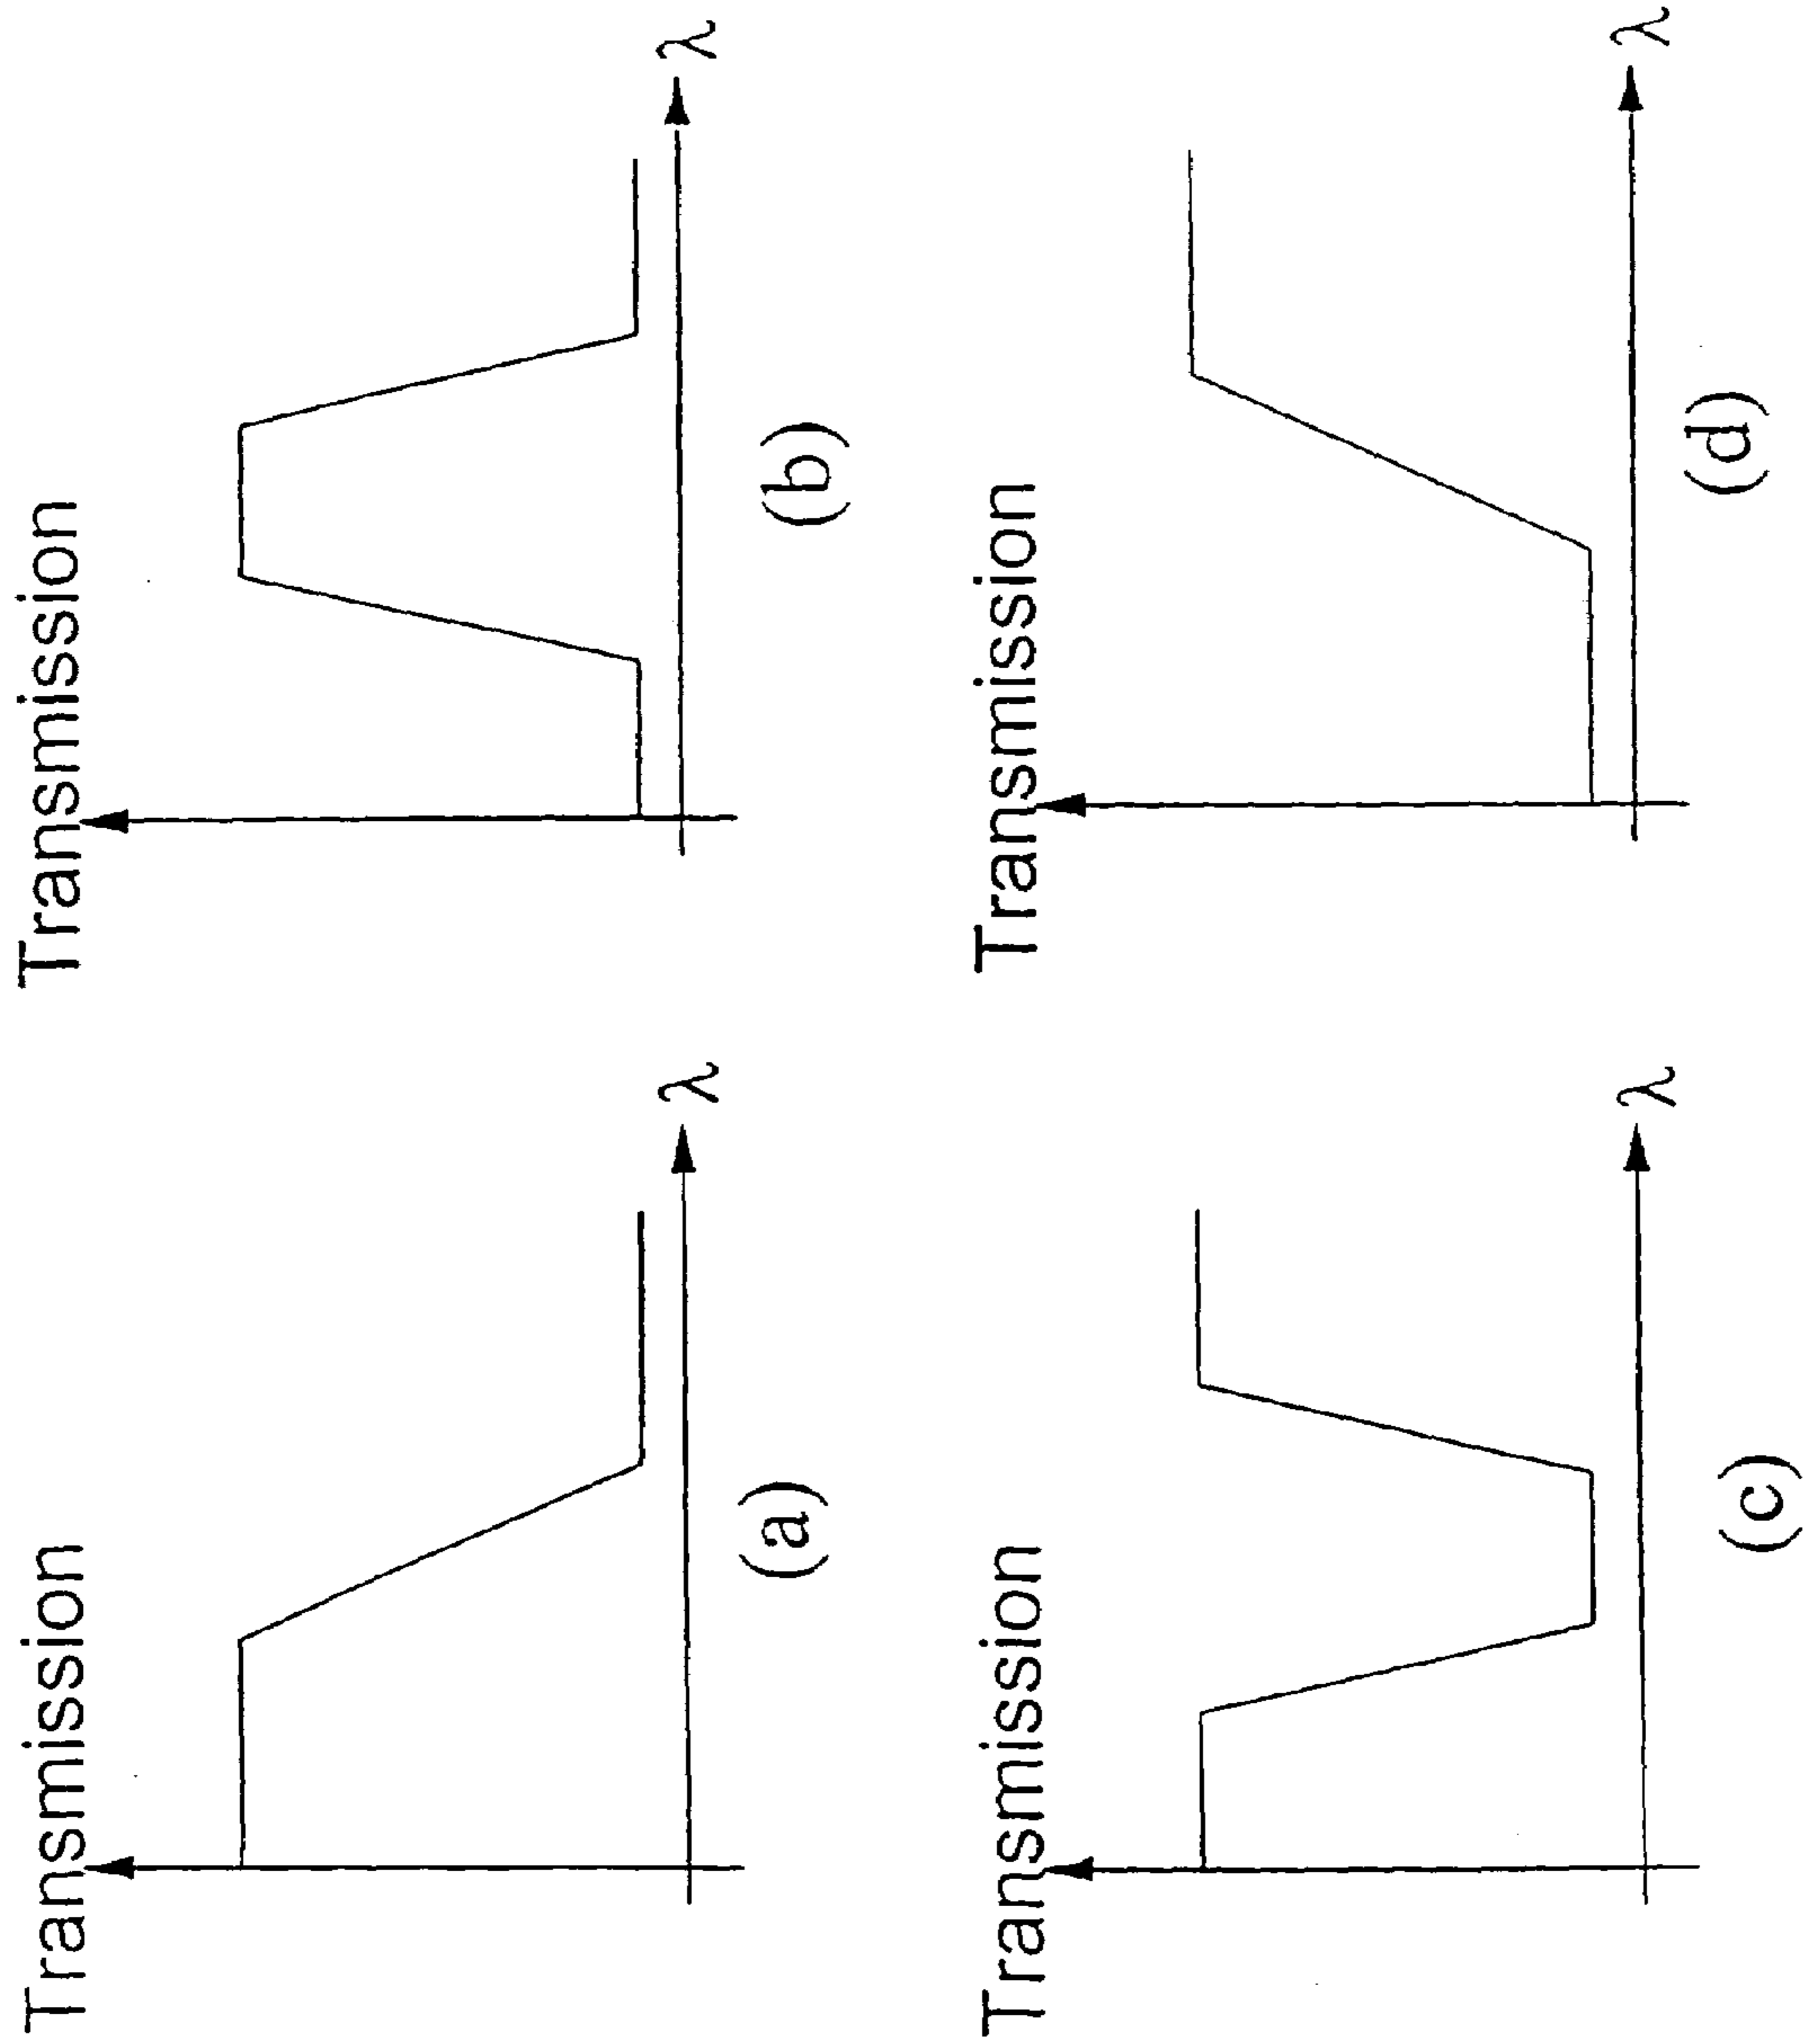 Transmission
λ
(a)
Transmission
λ
(b)
Transmission
λ
(c)
Transmission
λ
(d)